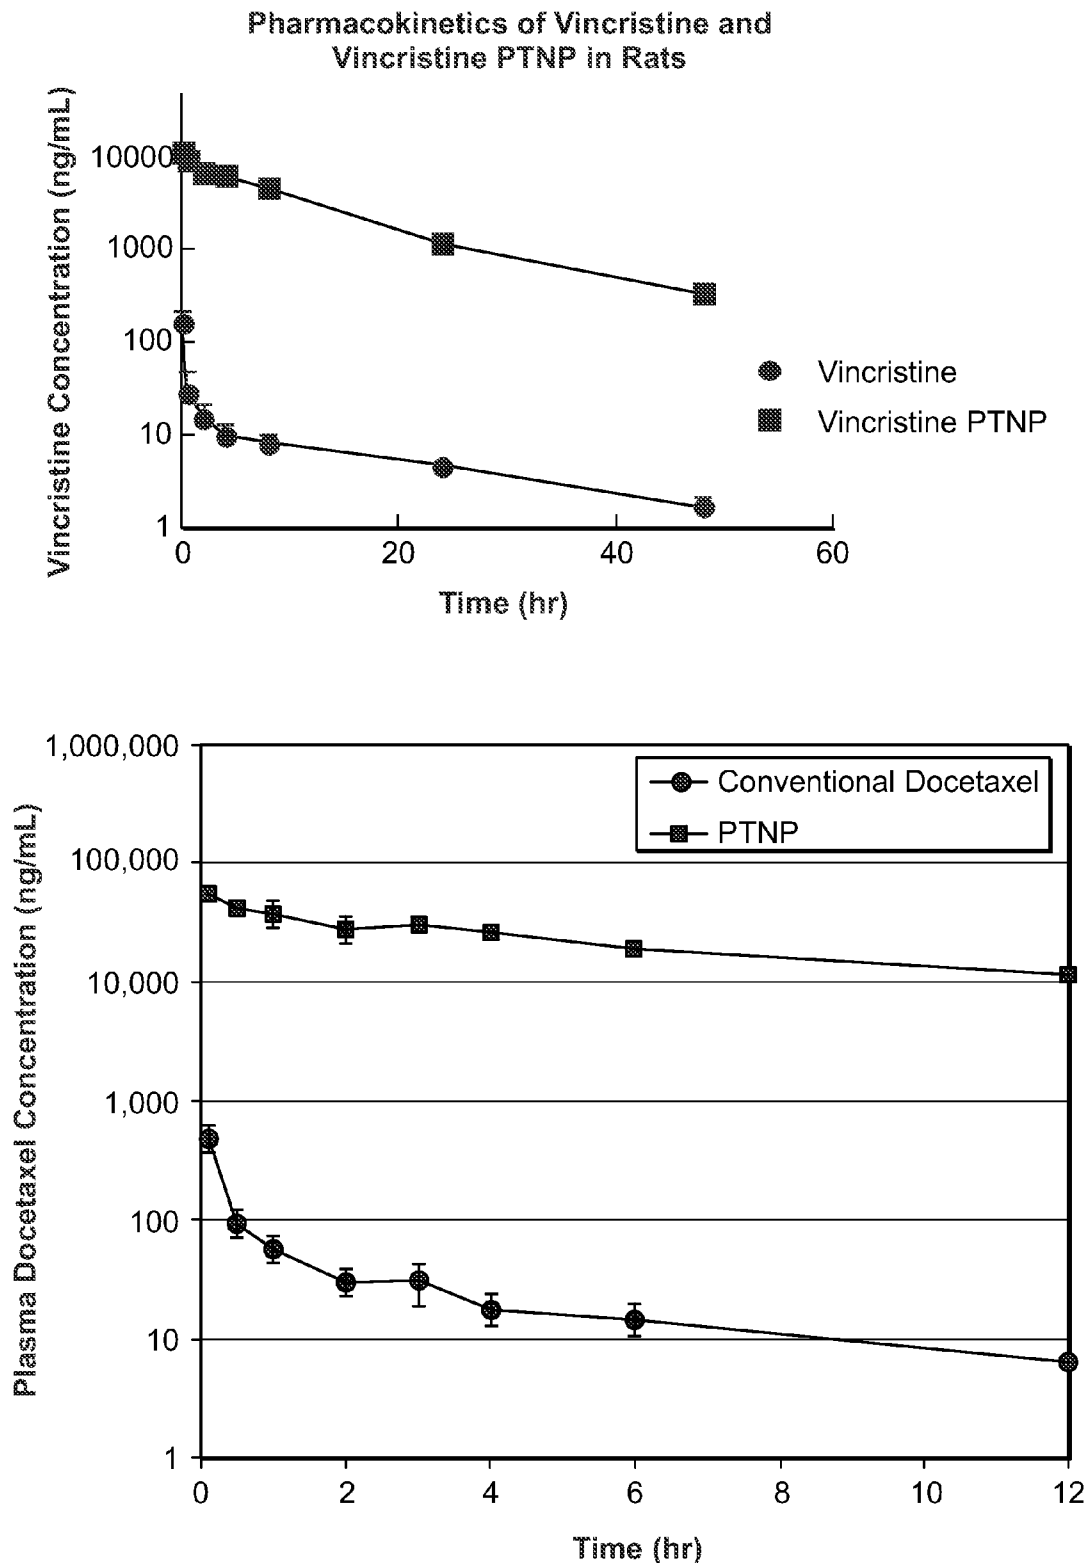 Pharmacokinetics of Vincristine and
Vincristine PTNP in Rats
Vincristine Concentration (ng/mL)
10000
1000
100
10
1
0
20
40
60
Time (hr)
Vincristine
Vincristine PTNP
Plasma Docetaxel Concentration (ng/mL)
1,000,000
100,000
10,000
1,000
100
10
1
0
2
4
6
8
10
12
Time (hr)
Conventional Docetaxel
PTNP